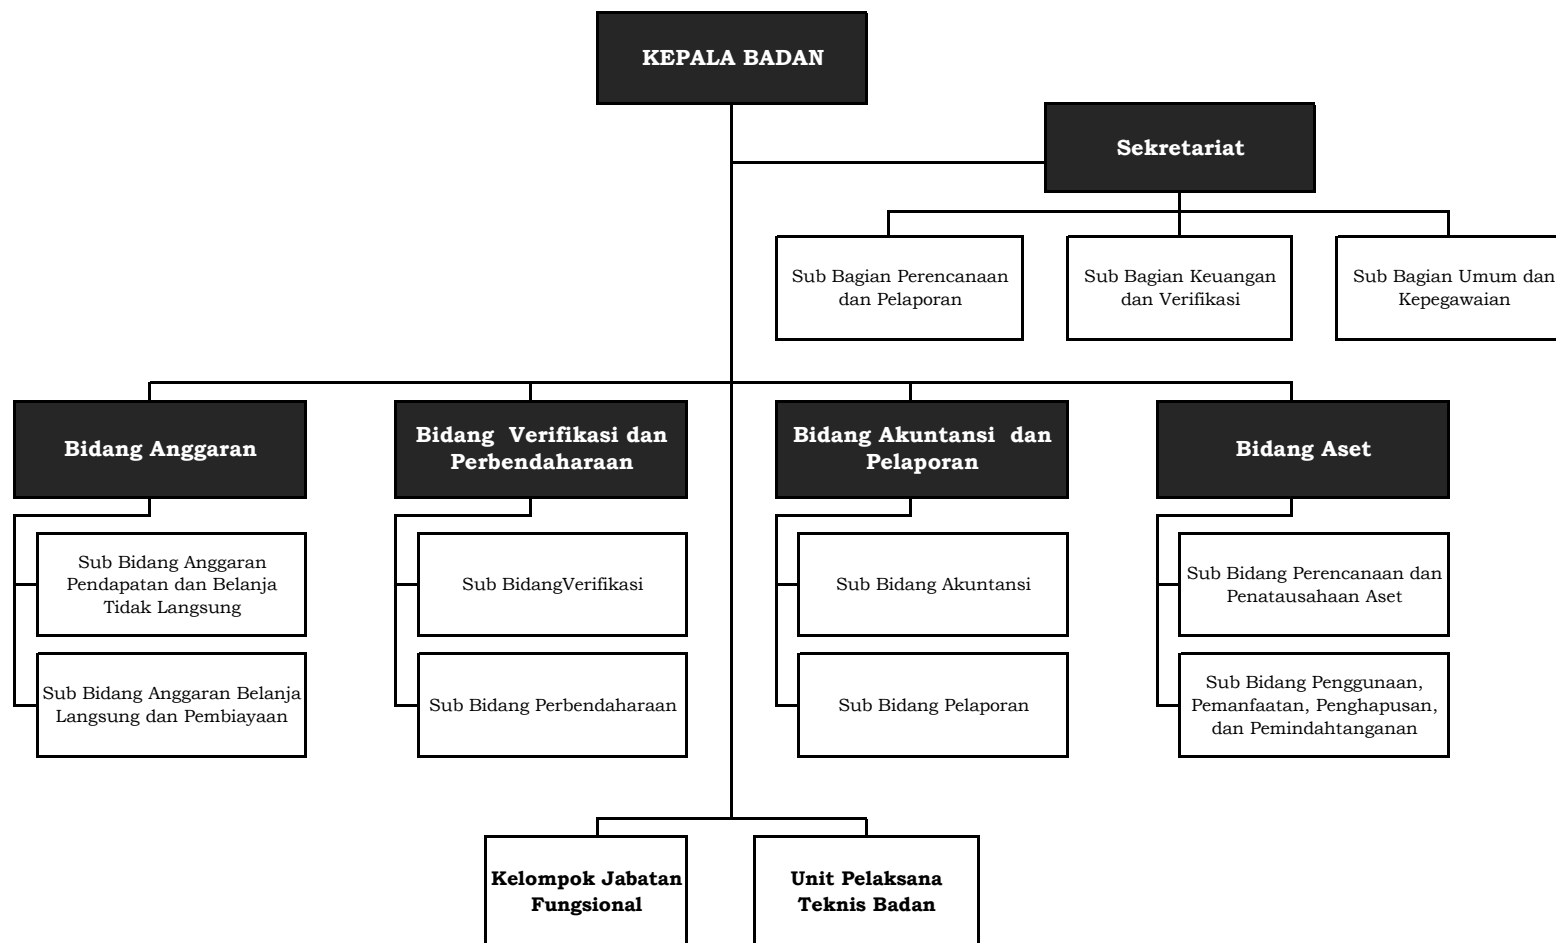 KEPALA BADAN
Sekretariat
Sub Bagian Perencanaan
dan Pelaporan
Sub Bagian Keuangan
dan Verifikasi
Sub Bagian Umum dan
Kepegawaian
Bidang Anggaran
Bidang  Verifikasi dan
Perbendaharaan
Bidang Akuntansi  dan
Pelaporan
Bidang Aset
Sub Bidang Anggaran
Pendapatan dan Belanja
Tidak Langsung
Sub BidangVerifikasi
Sub Bidang Akuntansi
Sub Bidang Perencanaan dan
Penatausahaan Aset
Sub Bidang Anggaran Belanja
Langsung dan Pembiayaan
Sub Bidang Perbendaharaan
Sub Bidang Pelaporan
Sub Bidang Penggunaan,
Pemanfaatan, Penghapusan,
dan Pemindahtanganan
Kelompok Jabatan
Fungsional
Unit Pelaksana
Teknis Badan